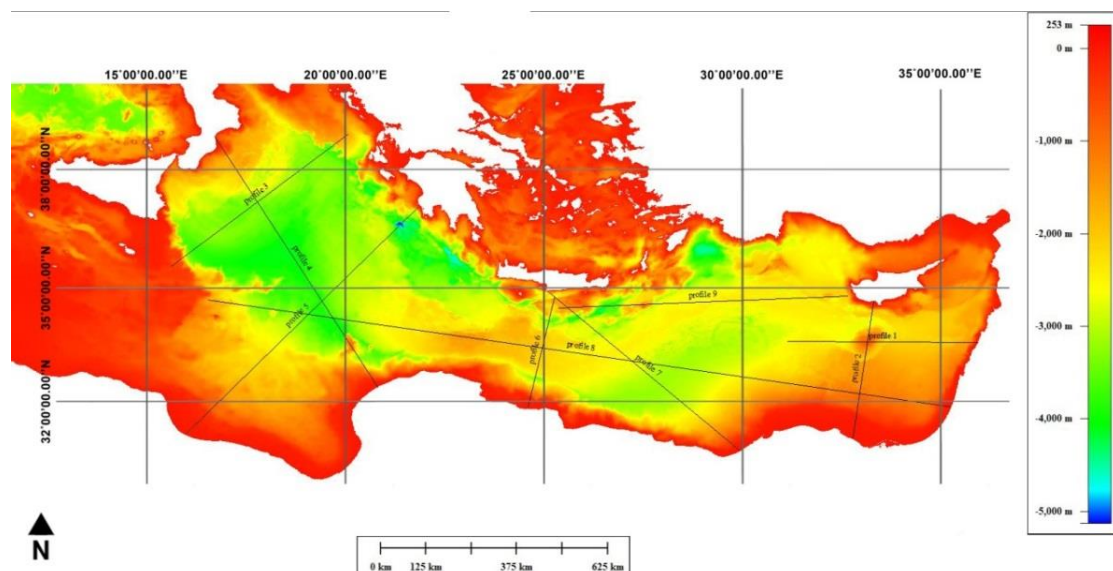 253 m
0 m
-1,000 m
-2,000 m
-3,000 m
-4,000 m
-5,000 m
15°00'00.00''E 20°00'00.00''E 25°00'00.00''E 30°00'00.00''E 35°00'00.00''E
38°00'00.00''N
35°00'00.00''N
32°00'00.00''N
profile 3
profile 4
profile 5
profile 6
profile 8
profile 7
profile 9
profile 1
profile 2
N
0 km 125 km 375 km 625 km